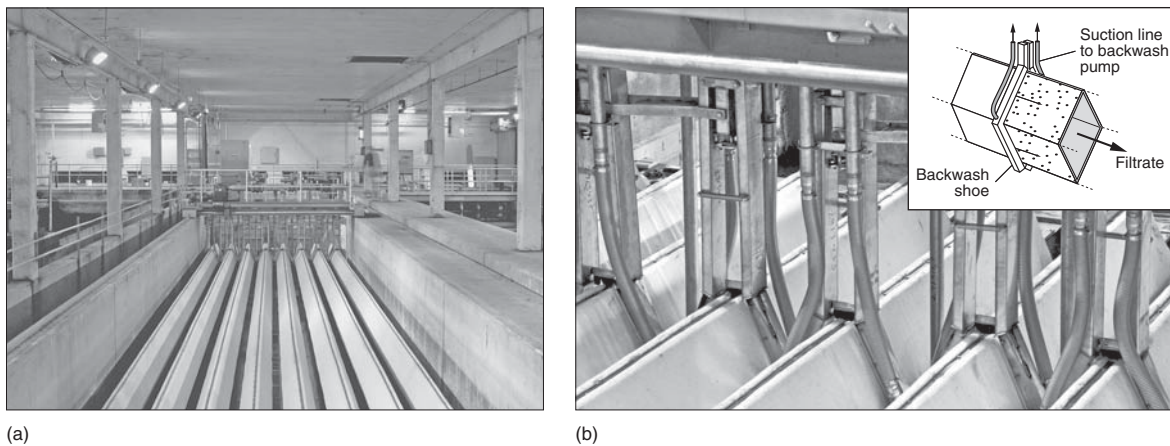 Suction line
to backwash
pump
Filtrate
Backwash
shoe
(a)
(b)